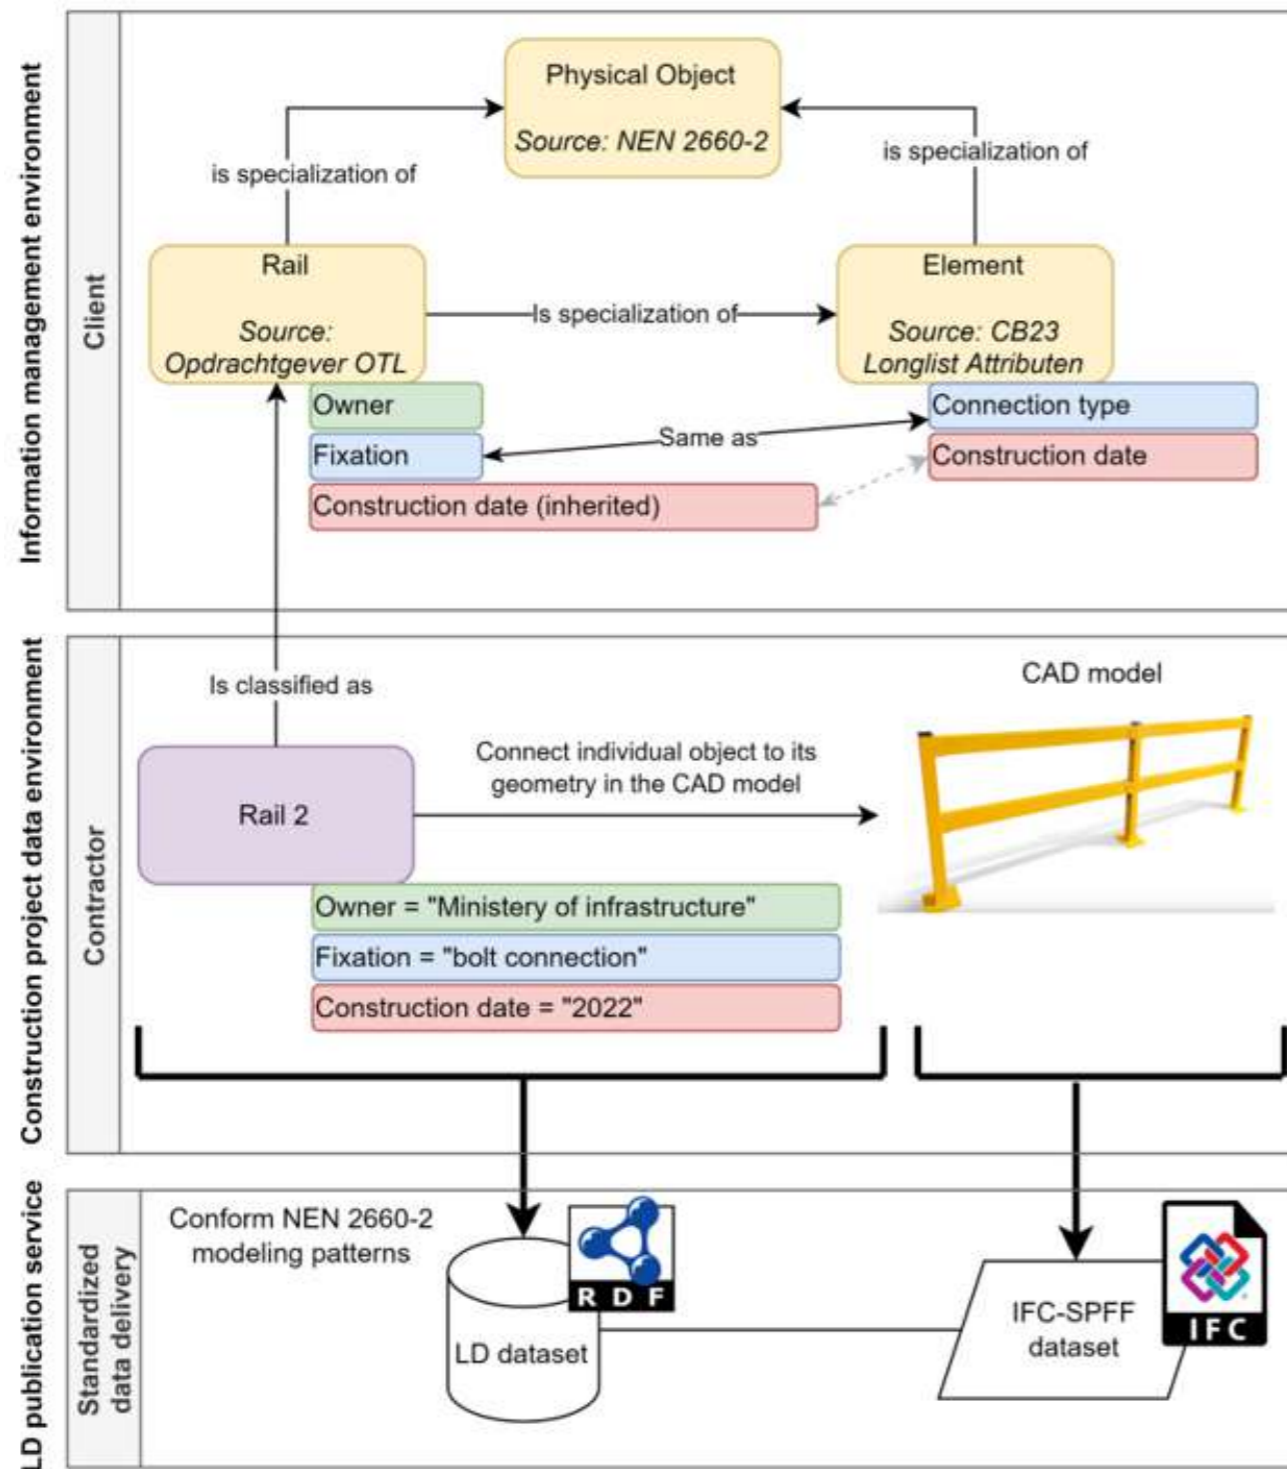 Information management environment
Client
Physical Object
Source: NEN 2660-2
is specialization of
is specialization of
Rail
Source:
Opdrachtgever OTL
Is specialization of
Element
Source: CB23
Longlist Attributen
Owner
Fixation
Construction date (inherited)
Same as
Connection type
Construction date
Construction project data environment
Contractor
Is classified as
Rail 2
Connect individual object to its
geometry in the CAD model
CAD model
Owner = "Ministery of infrastructure"
Fixation = "bolt connection"
Construction date = "2022"
LD publication service
Standardized
data delivery
Conform NEN 2660-2
modeling patterns
RDF
LD dataset
IFC-SPFF
dataset
IFC